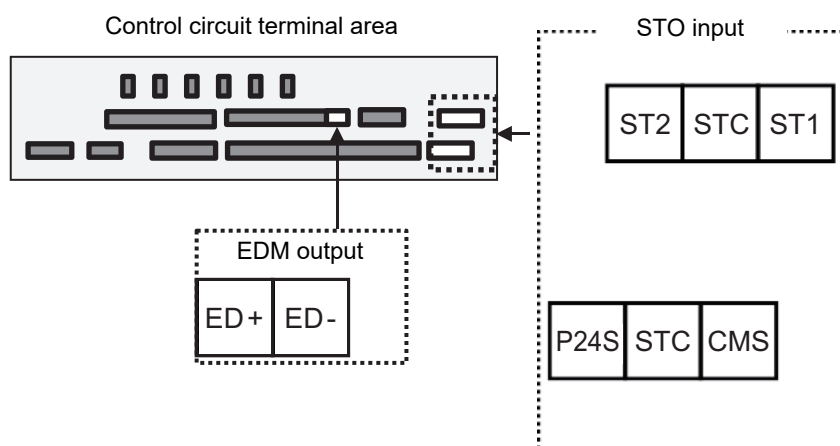 Control circuit terminal area
STO input
ST2 STC ST1
EDM output
ED+ ED-
P24S STC CMS